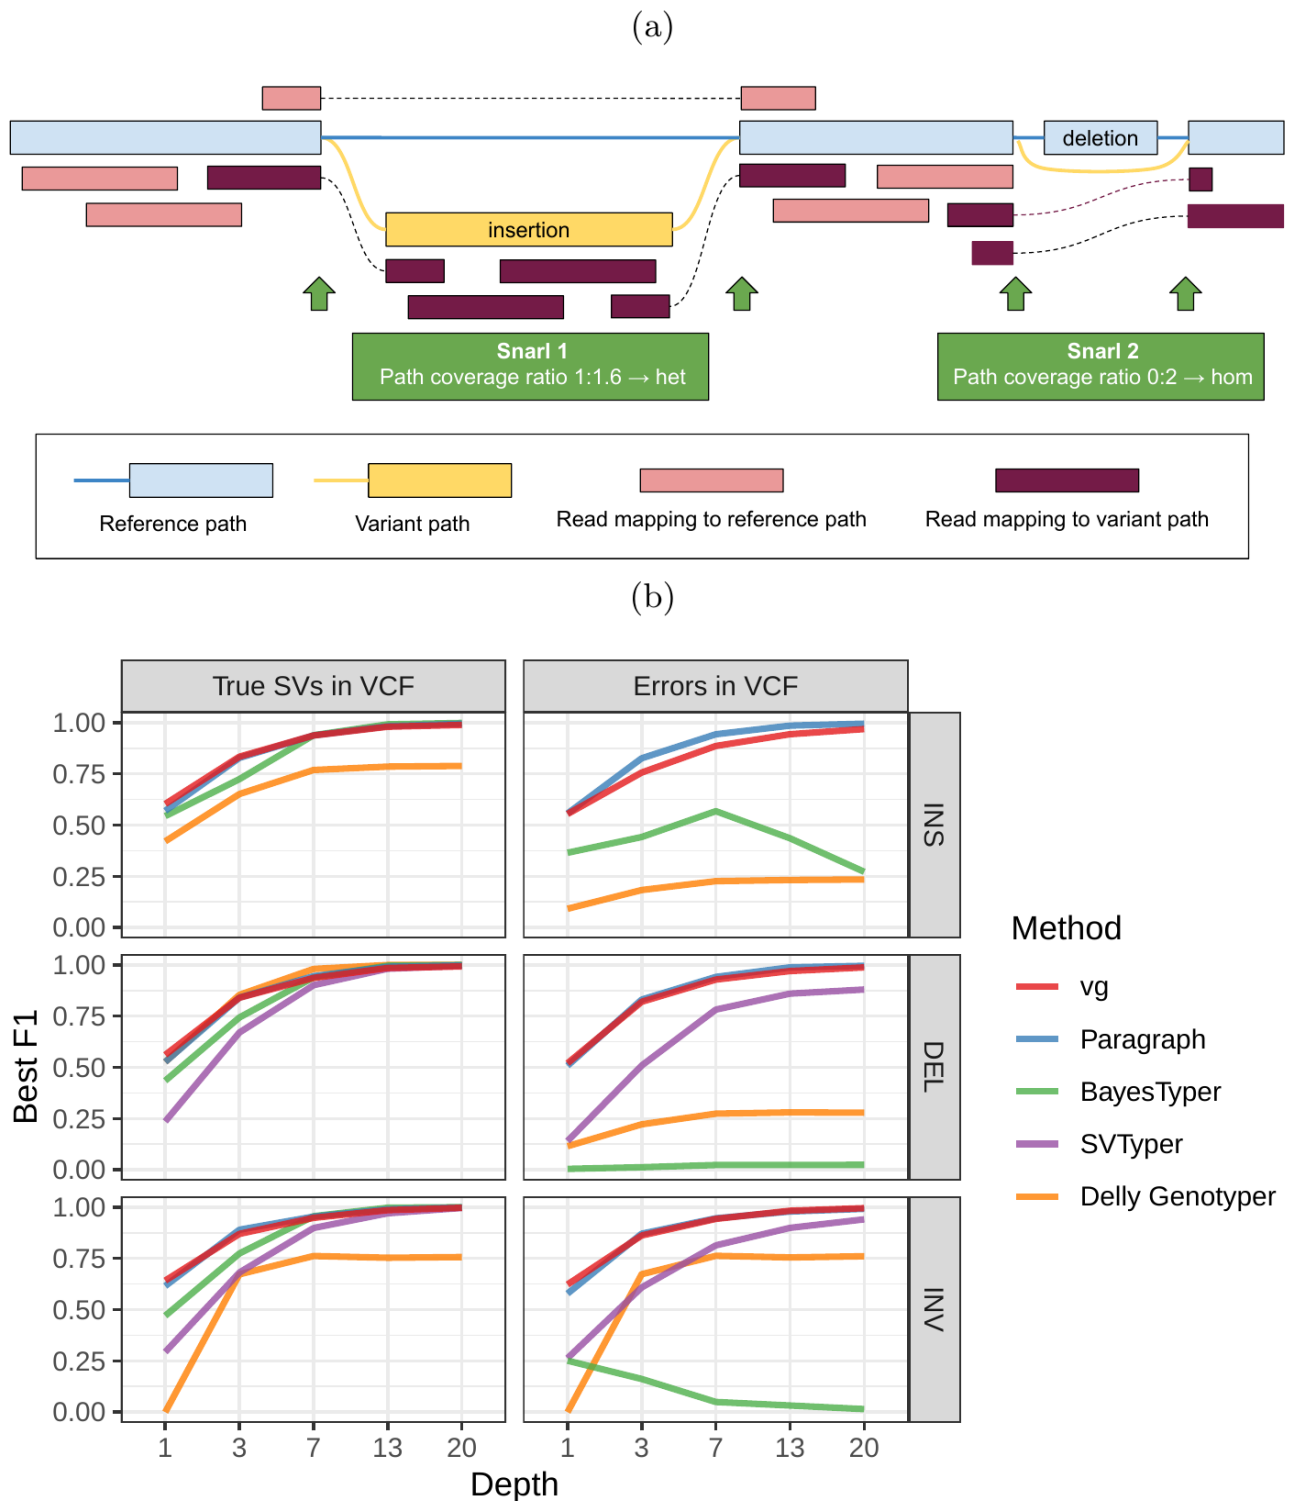 (a)
deletion
insertion
Snarl 1
Path coverage ratio 1:1.6 → het
Snarl 2
Path coverage ratio 0:2 → hom
Reference path
Variant path
Read mapping to reference path
Read mapping to variant path
(b)
True SVs in VCF
Errors in VCF
1.00
0.75
0.50
0.25
0.00
INS
1.00
0.75
0.50
0.25
0.00
DEL
1.00
0.75
0.50
0.25
0.00
INV
Best F1
1 3 7 13 20
1 3 7 13 20
Depth
Method
vg
Paragraph
BayesTyper
SVTyper
Delly Genotyper